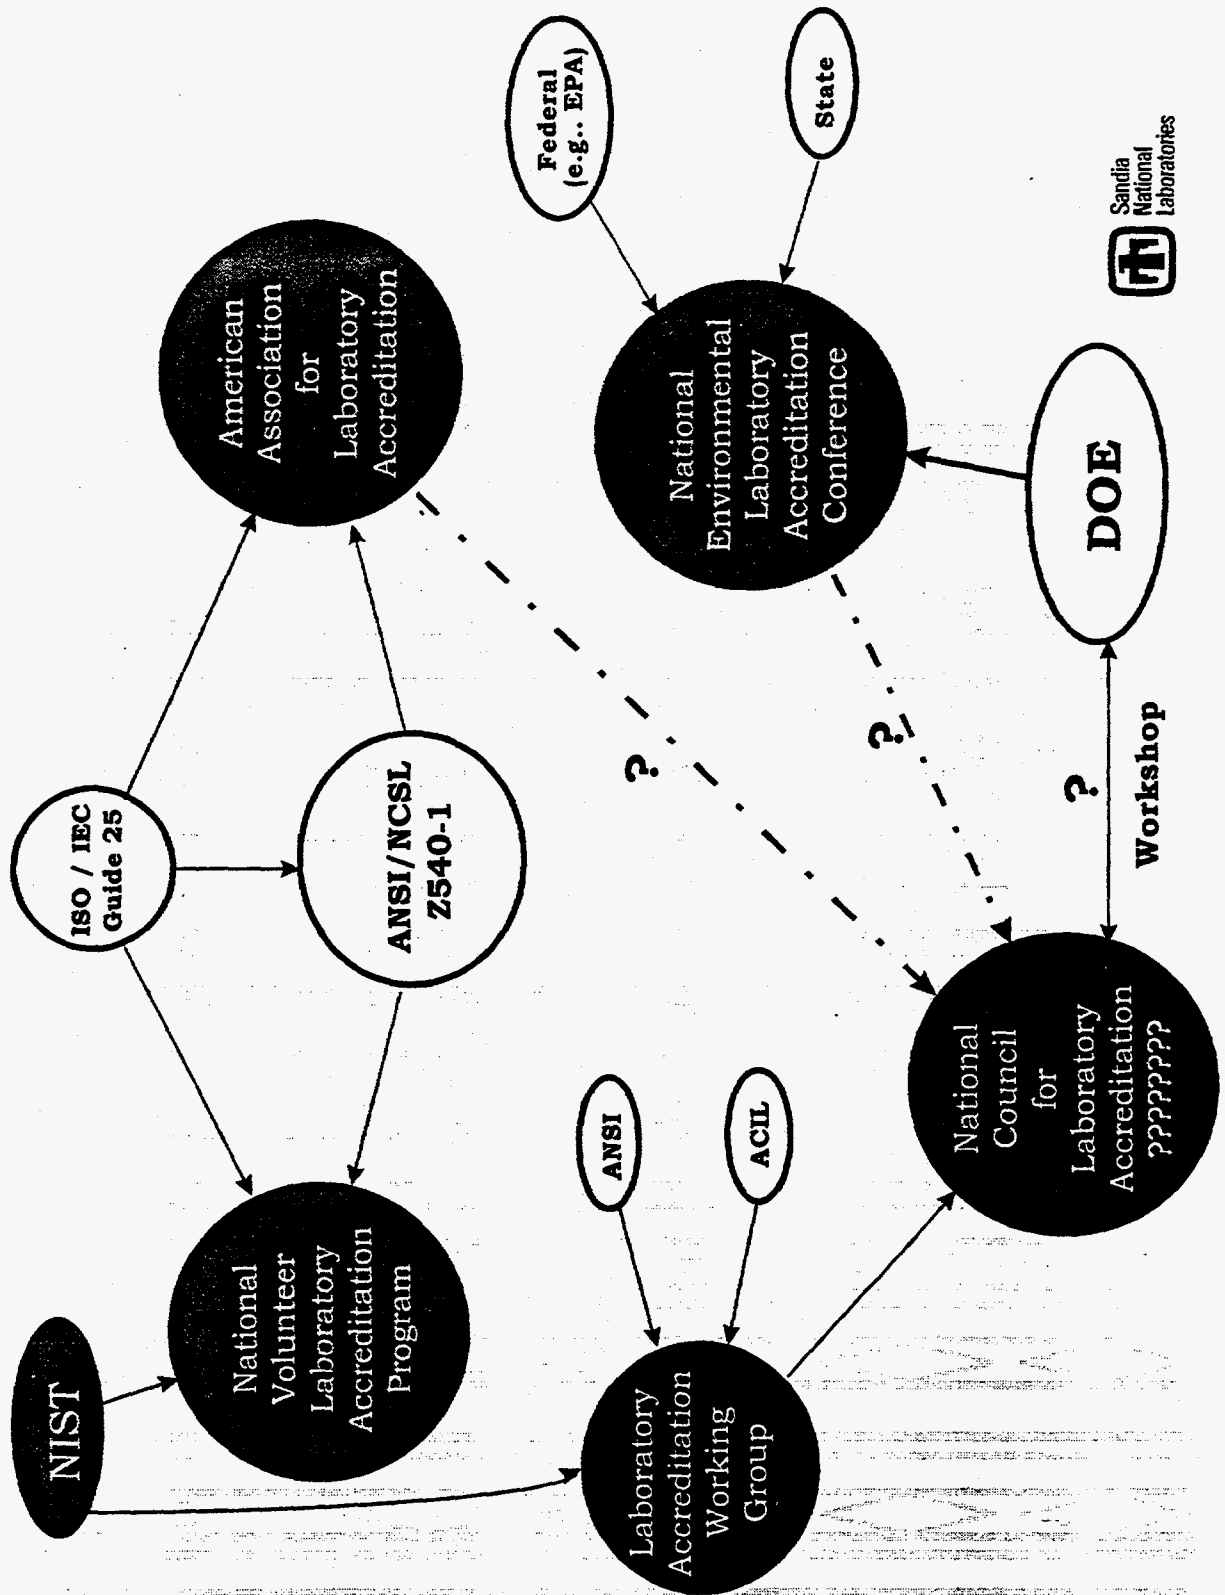 NIST
ISO / IEC
Guide 25
National
Volunteer
Laboratory
Accreditation
Program
ANSI/NCSL
Z540-1
American
Association
for
Laboratory
Accreditation
Laboratory
Accreditation
Working
Group
ANSI
ACIL
?
National
Environmental
Laboratory
Accreditation
Conference
Federal
(e.g.. EPA)
State
?
National
Council
for
Laboratory
Accreditation
????????
?
Workshop
DOE
Sandia
National
Laboratories